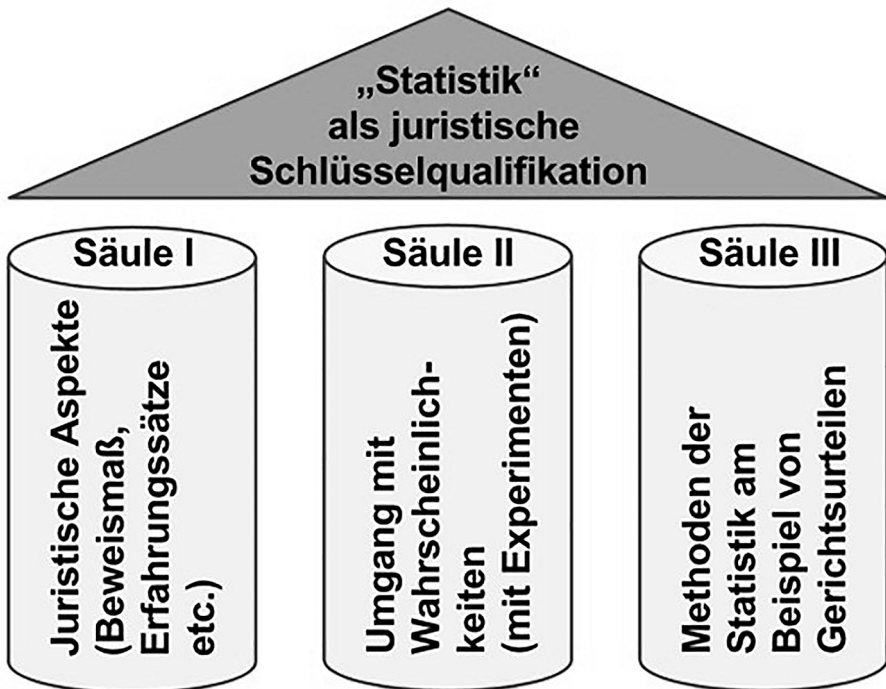 „Statistik“
als juristische
Schlüsselqualifikation
Säule I
Juristische Aspekte
(Beweismaß,
Erfahrungssätze
etc.)
Säule II
Umgang mit
Wahrscheinlich-
keiten
(mit Experimenten)
Säule III
Methoden der
Statistik am
Beispiel von
Gerichtsurteilen